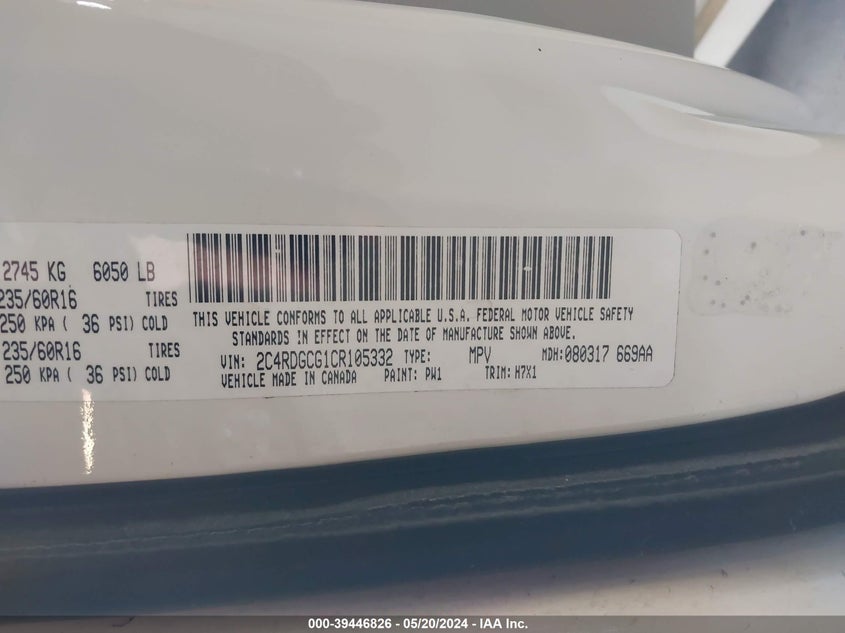 2745 KG 6050 LB
235/60R16 TIRES
250 KPA ( 36 PSI) COLD
235/60R16 TIRES
250 KPA ( 36 PSI) COLD
THIS VEHICLE CONFORMS TO ALL APPLICABLE U.S.A. FEDERAL MOTOR VEHICLE SAFETY
STANDARDS IN EFFECT ON THE DATE OF MANUFACTURE SHOWN ABOVE.
VIN: 2C4RDGCG1CR105332 TYPE: MPV MDH: 080317 669AA
VEHICLE MADE IN CANADA PAINT: PW1 TRIM: H7X1
000-39446826 - 05/20/2024 - IAA Inc.